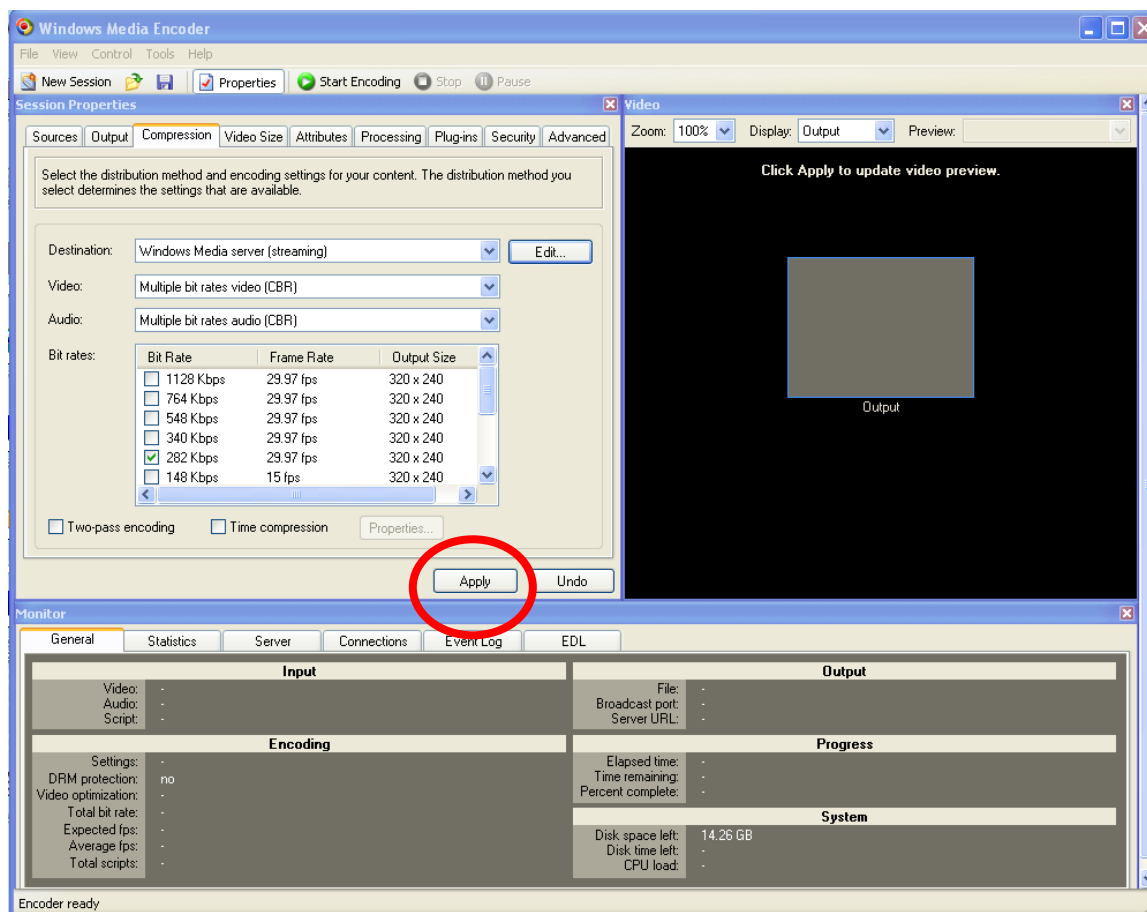 Windows Media Encoder
File View Control Tools Help
New Session Properties Start Encoding Stop Pause
Session Properties
Sources Output Compression Video Size Attributes Processing Plug-ins Security Advanced
Select the distribution method and encoding settings for your content. The distribution method you
select determines the settings that are available.
Destination: Windows Media server (streaming) Edit...
Video: Multiple bit rates video (CBR)
Audio: Multiple bit rates audio (CBR)
Bit rates: Bit Rate Frame Rate Output Size
1128 Kbps 29.97 fps 320 x 240
764 Kbps 29.97 fps 320 x 240
548 Kbps 29.97 fps 320 x 240
340 Kbps 29.97 fps 320 x 240
282 Kbps 29.97 fps 320 x 240
148 Kbps 15 fps 320 x 240
Two-pass encoding Time compression Properties...
Apply Undo
Video
Zoom: 100% Display: Output Preview:
Click Apply to update video preview.
Output
Monitor
General Statistics Server Connections Event Log EDL
Input
Video: -
Audio: -
Script: -
Encoding
Settings: -
DRM protection: no
Video optimization: -
Total bit rate: -
Expected fps: -
Average fps: -
Total scripts: -
Output
File: -
Broadcast port: -
Server URL: -
Progress
Elapsed time: -
Time remaining: -
Percent complete: -
System
Disk space left: 14.26 GB
Disk time left: -
CPU load: -
Encoder ready